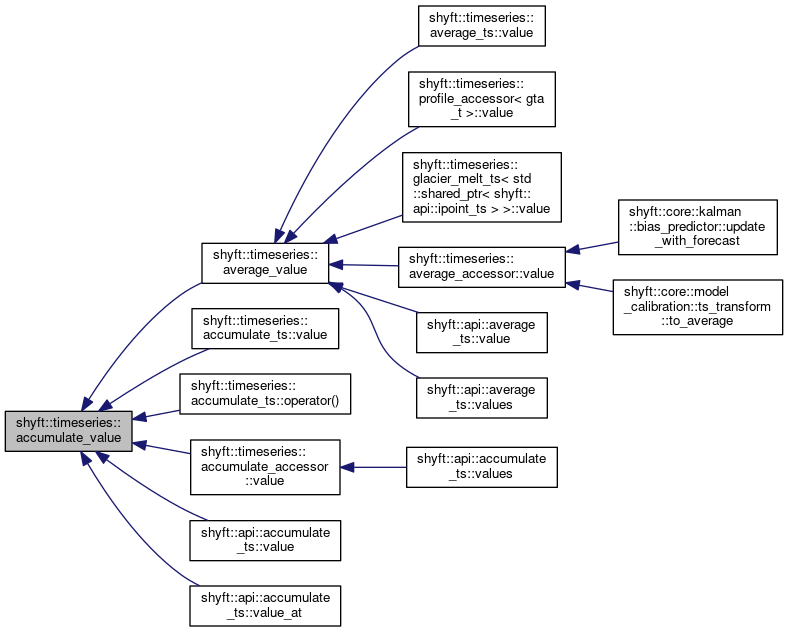 shyft::timeseries::
average_ts::value
shyft::timeseries::
profile_accessor< gta
_t >::value
shyft::timeseries::
glacier_melt_ts< std
::shared_ptr< shyft::
api::ipoint_ts > >::value
shyft::core::kalman
::bias_predictor::update
_with_forecast
shyft::timeseries::
average_value
shyft::timeseries::
average_accessor::value
shyft::core::model
_calibration::ts_transform
::to_average
shyft::timeseries::
accumulate_ts::value
shyft::api::average
_ts::value
shyft::timeseries::
accumulate_ts::operator()
shyft::api::average
_ts::values
shyft::timeseries::
accumulate_value
shyft::timeseries::
accumulate_accessor
::value
shyft::api::accumulate
_ts::values
shyft::api::accumulate
_ts::value
shyft::api::accumulate
_ts::value_at